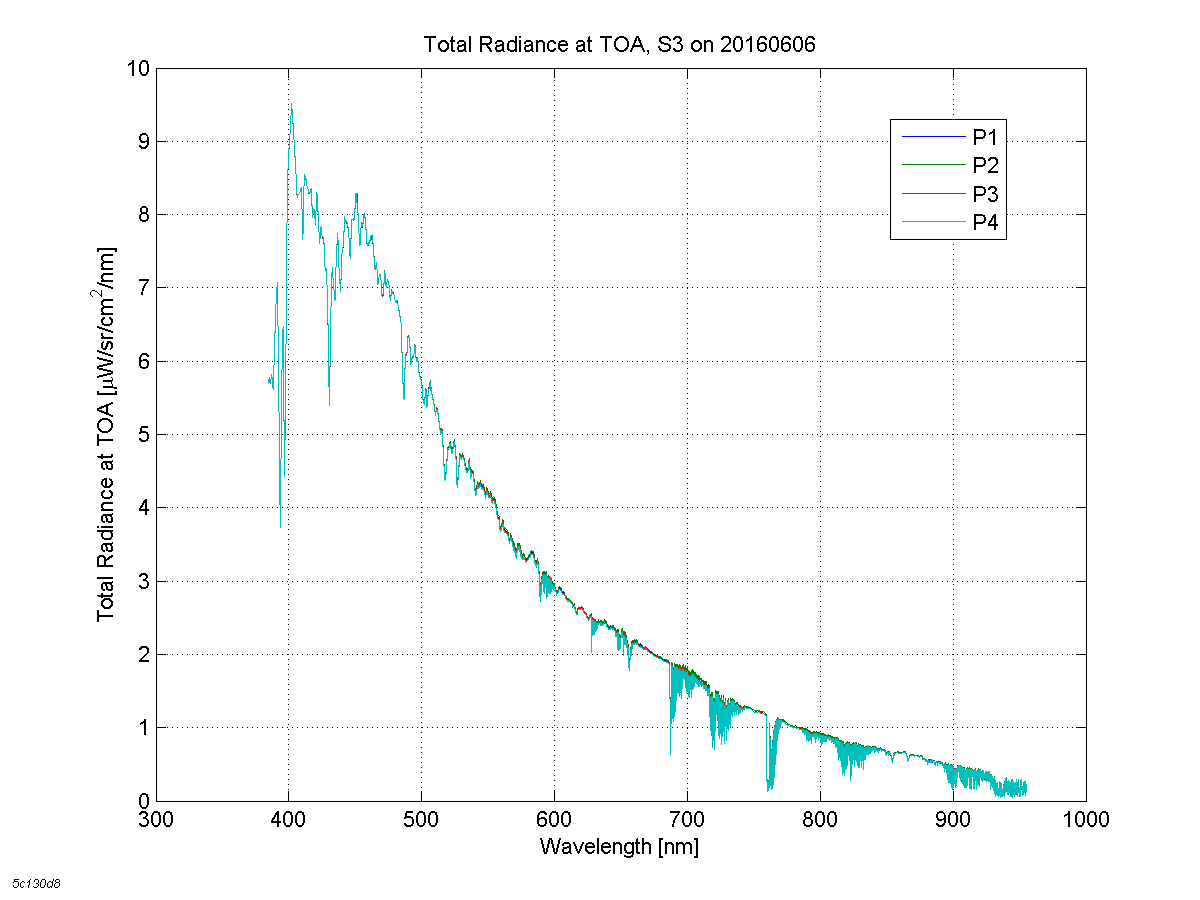 Total Radiance at TOA, S3 on 20160606
10
9
8
7
6
5
4
3
2
1
0
Total Radiance at TOA [μW/sr/cm²/nm]
P1
P2
P3
P4
300 400 500 600 700 800 900 1000
Wavelength [nm]
5c130d8